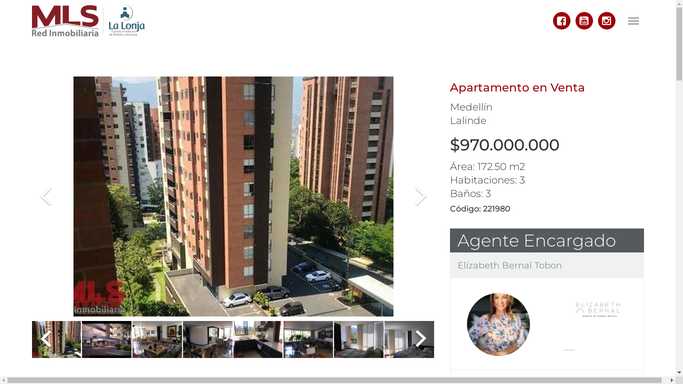 MLS
Red Inmobiliaria
La Lonja
Apartamento en Venta
Medellín
Lalinde
$970.000.000
Área: 172.50 m2
Habitaciones: 3
Baños: 3
Código: 221980
Agente Encargado
Elizabeth Bernal Tobon
ELIZABETH
BERNAL
MLS
Inmobiliaria